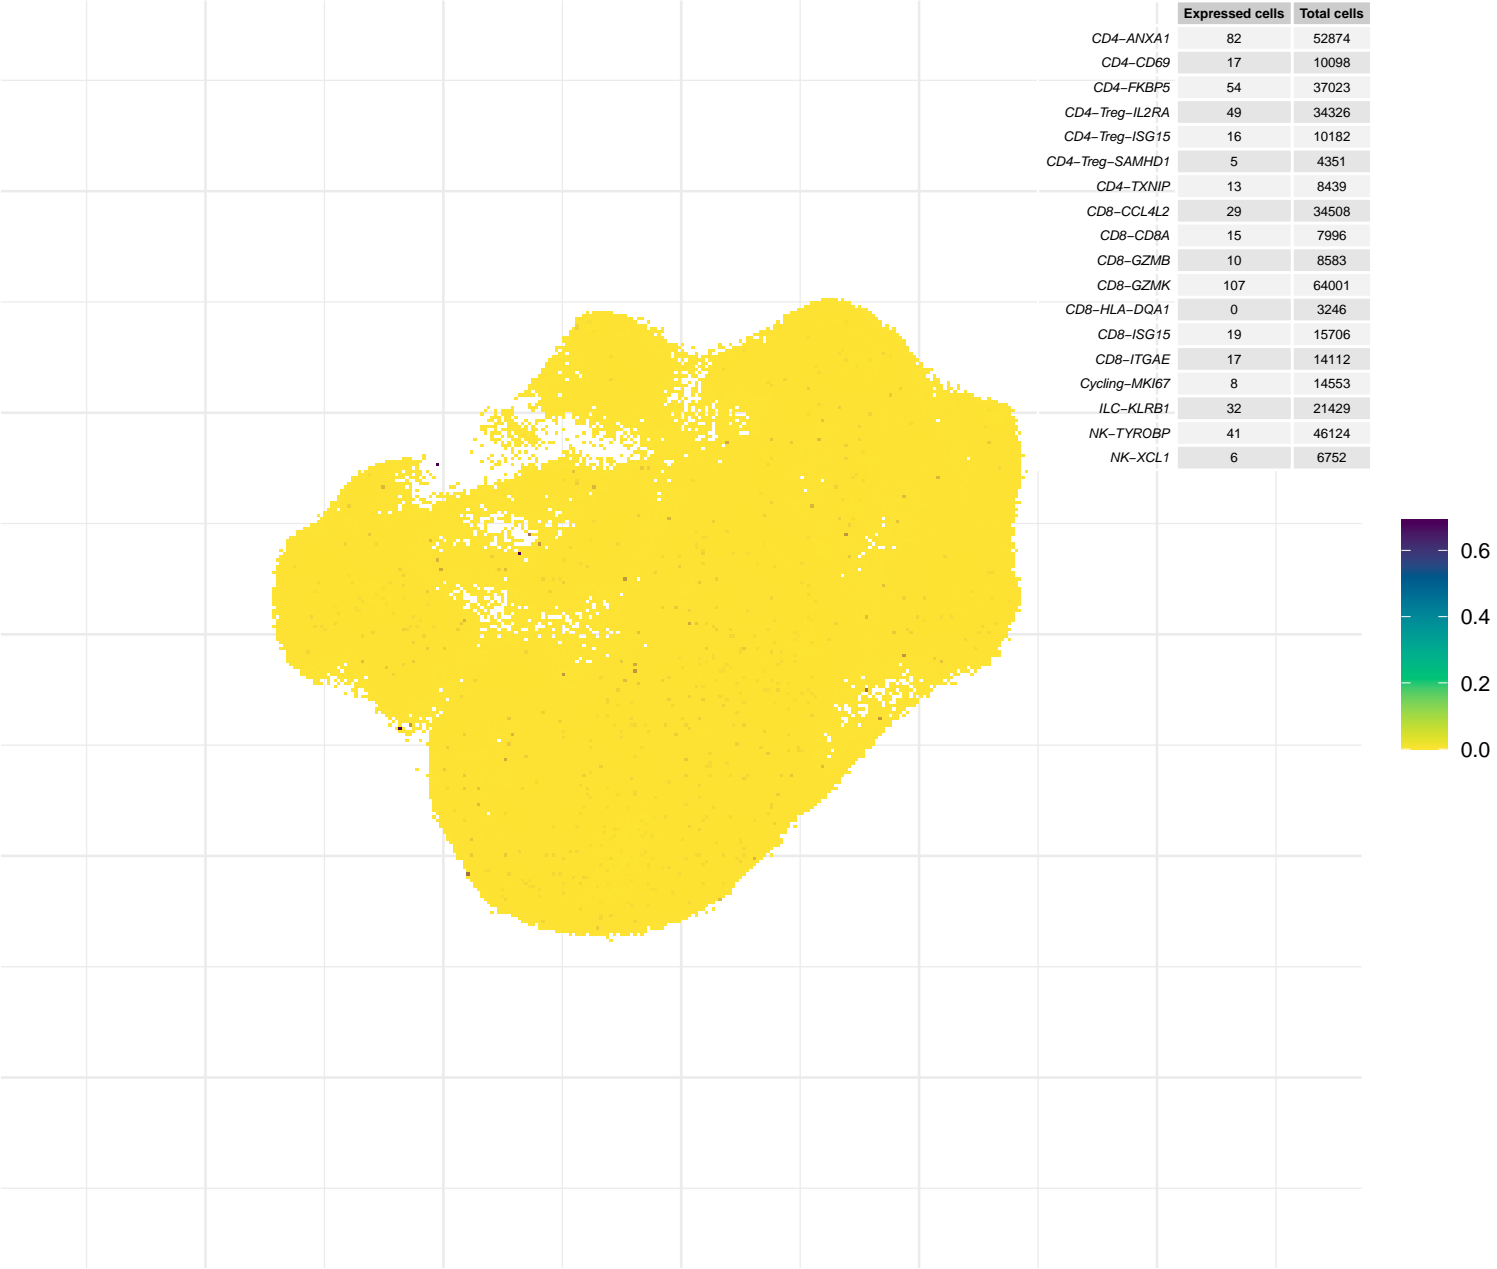 Expressed cells Total cells
CD4−ANXA1 82 52874
CD4−CD69 17 10098
CD4−FKBP5 54 37023
CD4−Treg−IL2RA 49 34326
CD4−Treg−ISG15 16 10182
CD4−Treg−SAMHD1 5 4351
CD4−TXNIP 13 8439
CD8−CCL4L2 29 34508
CD8−CD8A 15 7996
CD8−GZMB 10 8583
CD8−GZMK 107 64001
CD8−HLA−DQA1 0 3246
CD8−ISG15 19 15706
CD8−ITGAE 17 14112
Cycling−MKI67 8 14553
ILC−KLRB1 32 21429
NK−TYROBP 41 46124
NK−XCL1 6 6752
0.6
0.4
0.2
0.0